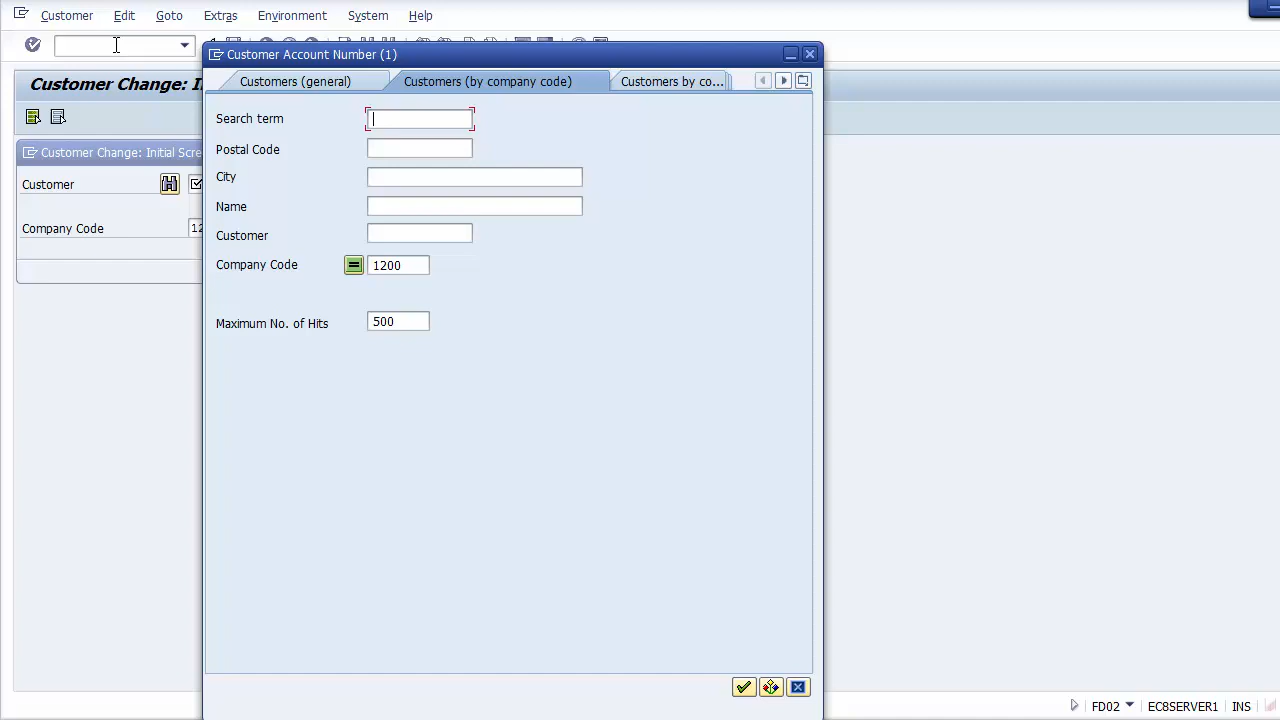 Customer Edit Goto Extras Environment System Help
Customer Account Number (1)
Customer Change: I
Customers (general) Customers (by company code) Customers by co...
Customer Change: Initial Scre
Customer
Company Code 12
Search term
Postal Code
City
Name
Customer
Company Code 1200
Maximum No. of Hits 500
FD02 EC8SERVER1 INS